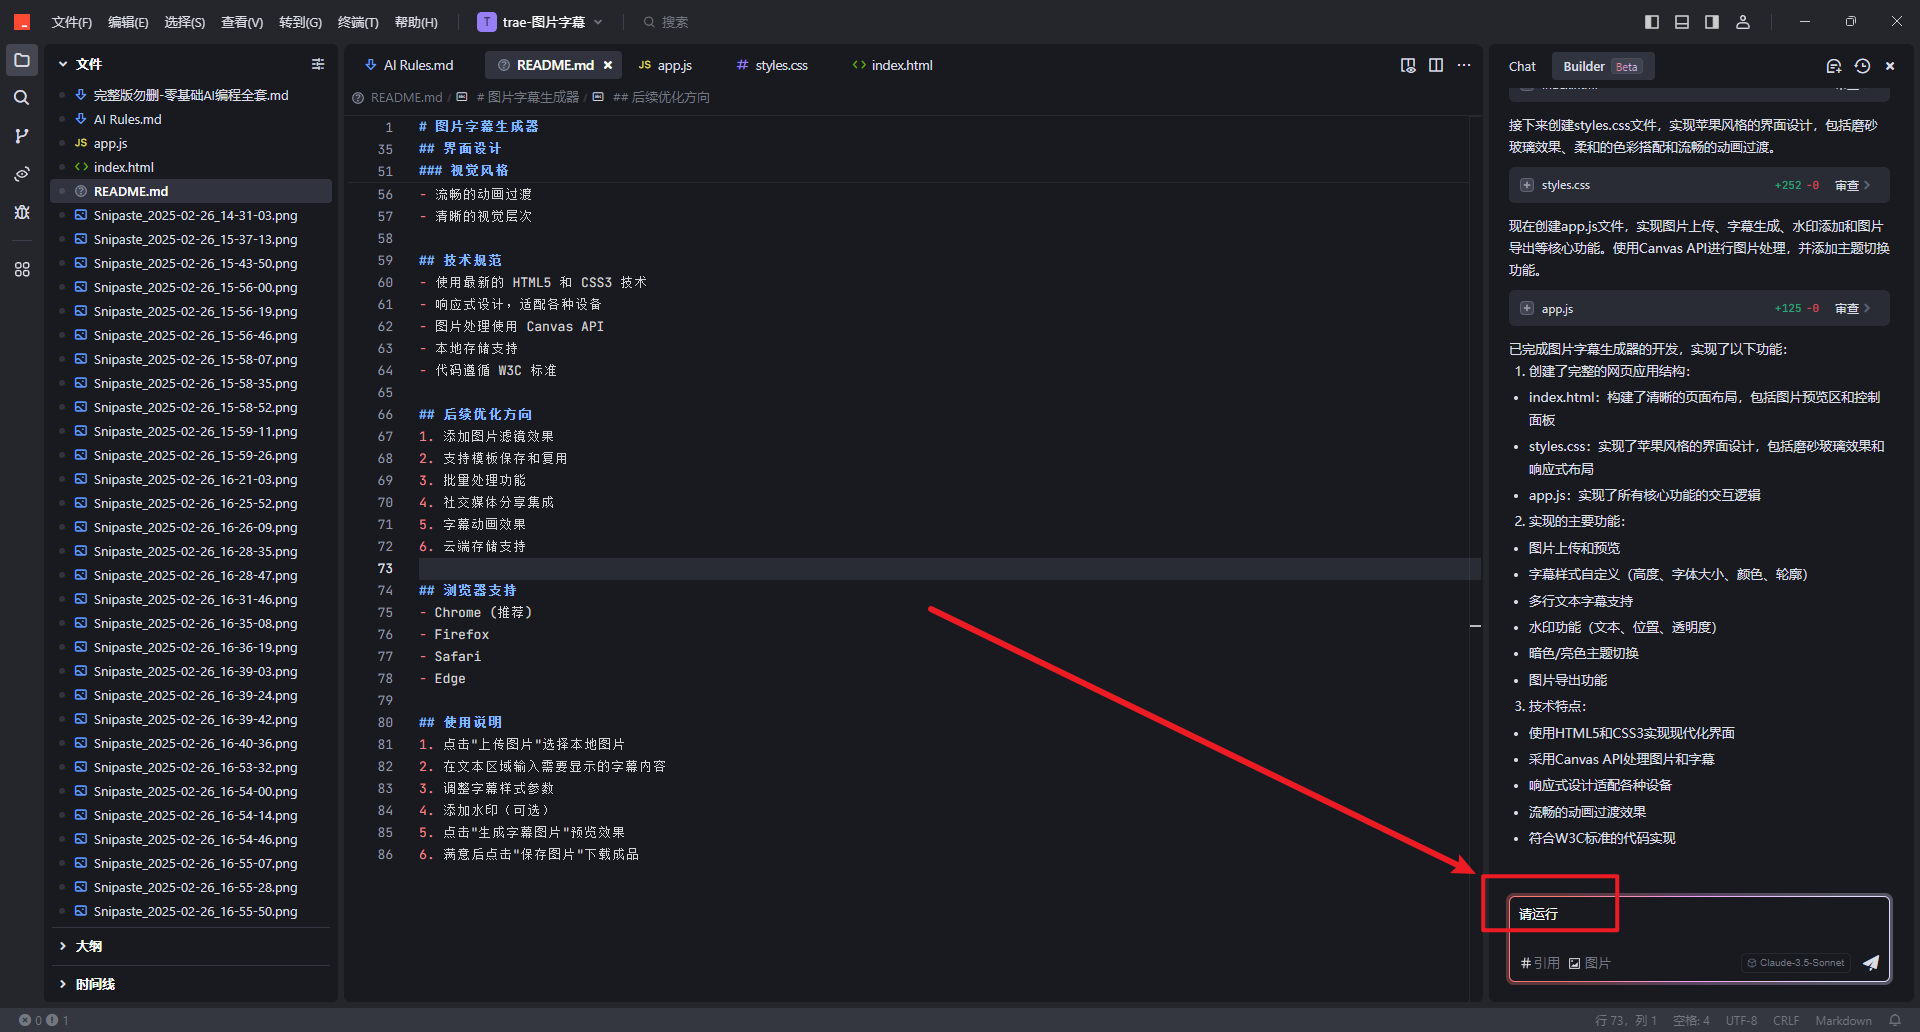 文件(F) 编辑(E) 选择(S) 查看(V) 转到(G) 终端(T) 帮助(H) T trae-图片字幕 搜索
文件
完整版勿删-零基础AI编程全套.md
AI Rules.md
JS app.js
index.html
README.md
Snipaste_2025-02-26_14-31-03.png
Snipaste_2025-02-26_15-37-13.png
Snipaste_2025-02-26_15-43-50.png
Snipaste_2025-02-26_15-56-00.png
Snipaste_2025-02-26_15-56-19.png
Snipaste_2025-02-26_15-56-46.png
Snipaste_2025-02-26_15-58-07.png
Snipaste_2025-02-26_15-58-35.png
Snipaste_2025-02-26_15-58-52.png
Snipaste_2025-02-26_15-59-11.png
Snipaste_2025-02-26_15-59-26.png
Snipaste_2025-02-26_16-21-03.png
Snipaste_2025-02-26_16-25-52.png
Snipaste_2025-02-26_16-26-09.png
Snipaste_2025-02-26_16-28-35.png
Snipaste_2025-02-26_16-28-47.png
Snipaste_2025-02-26_16-31-46.png
Snipaste_2025-02-26_16-35-08.png
Snipaste_2025-02-26_16-36-19.png
Snipaste_2025-02-26_16-39-03.png
Snipaste_2025-02-26_16-39-24.png
Snipaste_2025-02-26_16-39-42.png
Snipaste_2025-02-26_16-40-36.png
Snipaste_2025-02-26_16-53-32.png
Snipaste_2025-02-26_16-54-00.png
Snipaste_2025-02-26_16-54-14.png
Snipaste_2025-02-26_16-54-46.png
Snipaste_2025-02-26_16-55-07.png
Snipaste_2025-02-26_16-55-28.png
Snipaste_2025-02-26_16-55-50.png
大纲
时间线
AI Rules.md README.md JS app.js # styles.css index.html
README.md / # 图片字幕生成器 / ## 后续优化方向
1 # 图片字幕生成器
35 ## 界面设计
51 ### 视觉风格
56 - 流畅的动画过渡
57 - 清晰的视觉层次
58
59 ## 技术规范
60 - 使用最新的 HTML5 和 CSS3 技术
61 - 响应式设计，适配各种设备
62 - 图片处理使用 Canvas API
63 - 本地存储支持
64 - 代码遵循 W3C 标准
65
66 ## 后续优化方向
67 1. 添加图片滤镜效果
68 2. 支持模板保存和复用
69 3. 批量处理功能
70 4. 社交媒体分享集成
71 5. 字幕动画效果
72 6. 云端存储支持
73
74 ## 浏览器支持
75 - Chrome (推荐)
76 - Firefox
77 - Safari
78 - Edge
79
80 ## 使用说明
81 1. 点击"上传图片"选择本地图片
82 2. 在文本区域输入需要显示的字幕内容
83 3. 调整字幕样式参数
84 4. 添加水印（可选）
85 5. 点击"生成字幕图片"预览效果
86 6. 满意后点击"保存图片"下载成品
Chat Builder Beta
接下来创建styles.css文件，实现苹果风格的界面设计，包括磨砂
玻璃效果、柔和的色彩搭配和流畅的动画过渡。
styles.css +252 -0 审查
现在创建app.js文件，实现图片上传、字幕生成、水印添加和图片
导出等核心功能。使用Canvas API进行图片处理，并添加主题切换
功能。
app.js +125 -0 审查
已完成图片字幕生成器的开发，实现了以下功能：
1. 创建了完整的网页应用结构：
• index.html：构建了清晰的页面布局，包括图片预览区和控制
面板
• styles.css：实现了苹果风格的界面设计，包括磨砂玻璃效果和
响应式布局
• app.js：实现了所有核心功能的交互逻辑
2. 实现的主要功能：
• 图片上传和预览
• 字幕样式自定义（高度、字体大小、颜色、轮廓）
• 多行文本字幕支持
• 水印功能（文本、位置、透明度）
• 暗色/亮色主题切换
• 图片导出功能
3. 技术特点：
• 使用HTML5和CSS3实现现代化界面
• 采用Canvas API处理图片和字幕
• 响应式设计适配各种设备
• 流畅的动画过渡效果
• 符合W3C标准的代码实现
请运行
# 引用 图片 Claude-3.5-Sonnet
0 1 行 73，列 1 空格: 4 UTF-8 CRLF Markdown